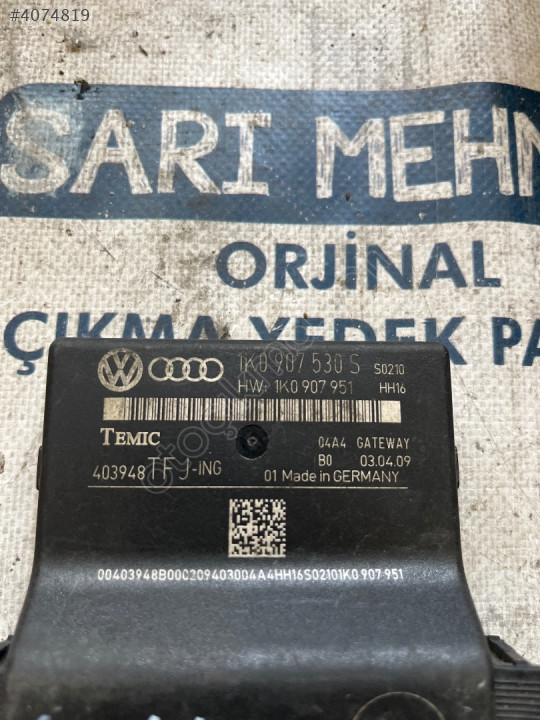 #4074819
SARI MEHM
ORJİNAL
ÇIKMA YEDEK PA
1K0 907 530 S S0210
HW: 1K0 907 951 HH16
TEMIC
04A4 GATEWAY
B0 03.04.09
403948 TFJ-ING 01 Made in GERMANY
00403948B000209403004A4HH16S02101K0 907 951